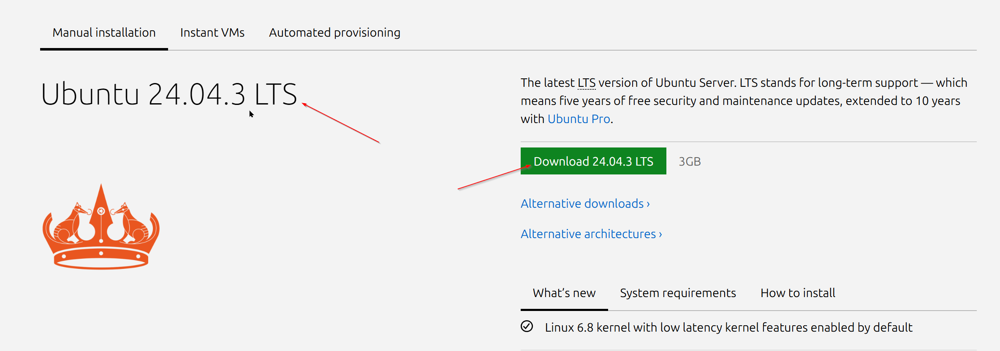 Manual installation
Instant VMs
Automated provisioning
Ubuntu 24.04.3 LTS
The latest LTS version of Ubuntu Server. LTS stands for long-term support — which
means five years of free security and maintenance updates, extended to 10 years
with Ubuntu Pro.
Download 24.04.3 LTS
3GB
Alternative downloads ›
Alternative architectures ›
What’s new
System requirements
How to install
Linux 6.8 kernel with low latency kernel features enabled by default